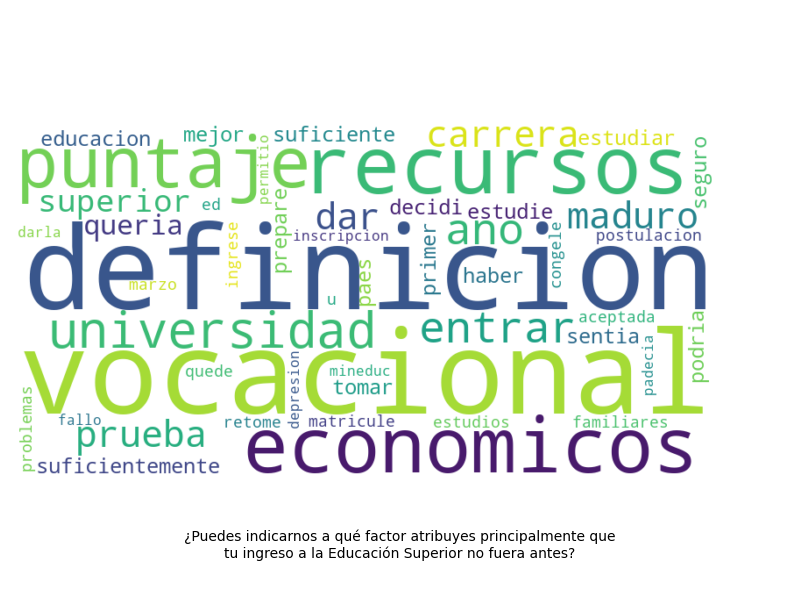 educacion mejor suficiente carrera estudiar
puntaje permitio recursos seguro
superior ed prepare dar decidi estudie maduro
darla queria ingrese inscripcion primer ano congele postulacion
definicion
marzo paes haber
u aceptada
universidad entrar sentia podria
vocacional
quede depresion mineduc tomar padecia
problemas fallo retome matricule estudios familiares
prueba economicos
suficientemente
¿Puedes indicarnos a qué factor atribuyes principalmente que
tu ingreso a la Educación Superior no fuera antes?